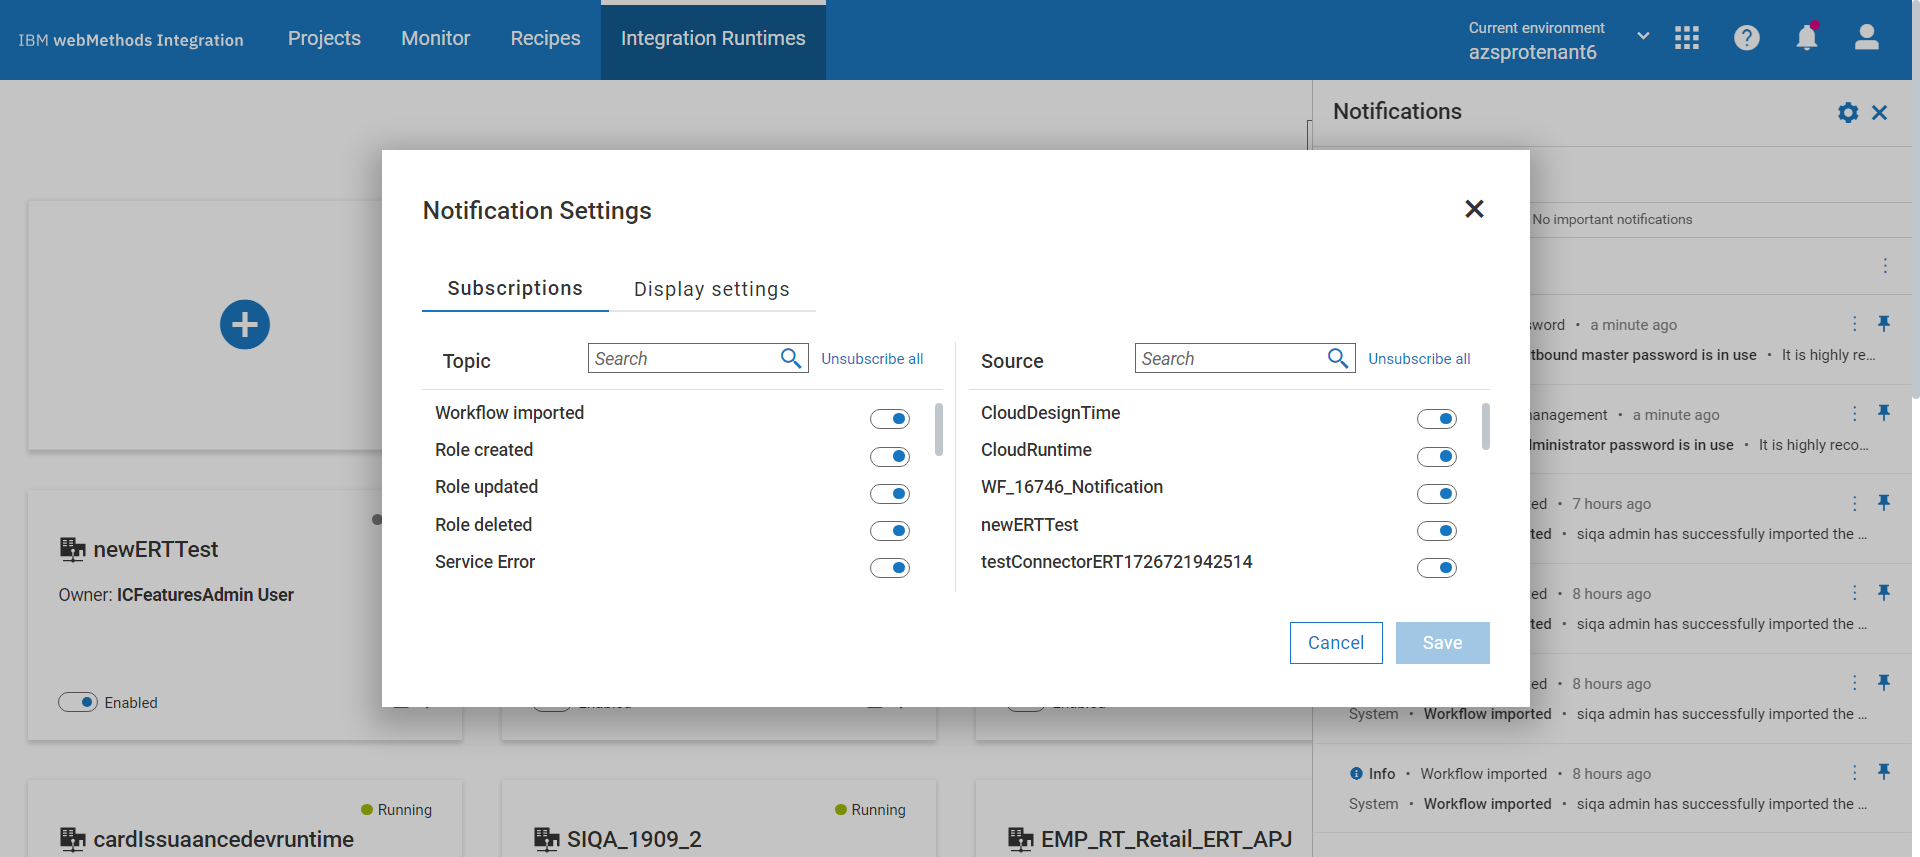 IBM webMethods Integration
Projects
Monitor
Recipes
Integration Runtimes
Current environment
azsprotenant6
Notifications
No important notifications
Notification Settings
Subscriptions
Display settings
Topic
Search
Unsubscribe all
Source
Search
Unsubscribe all
Workflow imported
Role created
Role updated
Role deleted
Service Error
CloudDesignTime
CloudRuntime
WF_16746_Notification
newERTTest
testConnectorERT1726721942514
Cancel
Save
sword • a minute ago
tbound master password is in use • It is highly re...
anagement • a minute ago
lministrator password is in use • It is highly reco...
ed • 7 hours ago
ted • siqa admin has successfully imported the ...
ed • 8 hours ago
ted • siqa admin has successfully imported the ...
ed • 8 hours ago
System • Workflow imported • siqa admin has successfully imported the ...
Info • Workflow imported • 8 hours ago
System • Workflow imported • siqa admin has successfully imported the ...
newERTTest
Owner: ICFeaturesAdmin User
Enabled
Running
cardIssuaancedevruntime
Running
SIQA_1909_2
EMP_RT_Retail_ERT_APJ